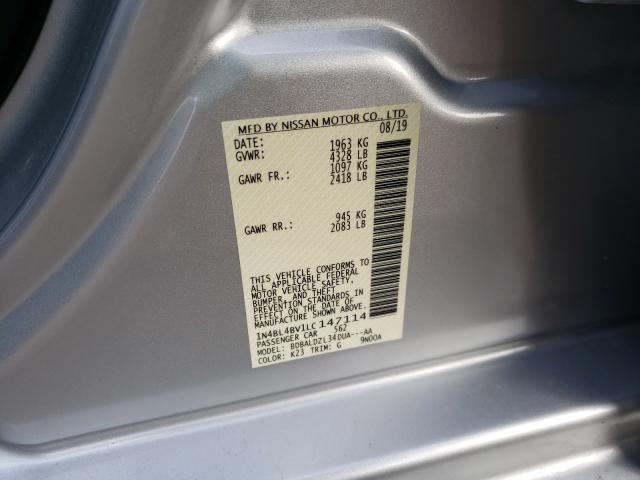 MFD BY NISSAN MOTOR CO., LTD.
DATE: 08/19
GVWR: 1963 KG
4328 LB
GAWR FR.: 1097 KG
2418 LB
GAWR RR.: 945 KG
2083 LB
THIS VEHICLE CONFORMS TO
ALL APPLICABLE FEDERAL
MOTOR VEHICLE SAFETY,
BUMPER, AND THEFT
PREVENTION STANDARDS IN
EFFECT ON THE DATE OF
MANUFACTURE SHOWN ABOVE.
1N4BL4BV1LC147114
PASSENGER CAR 562
MODEL: BDBALDZL34DUA---AA
COLOR: K23 TRIM: G 9N00A